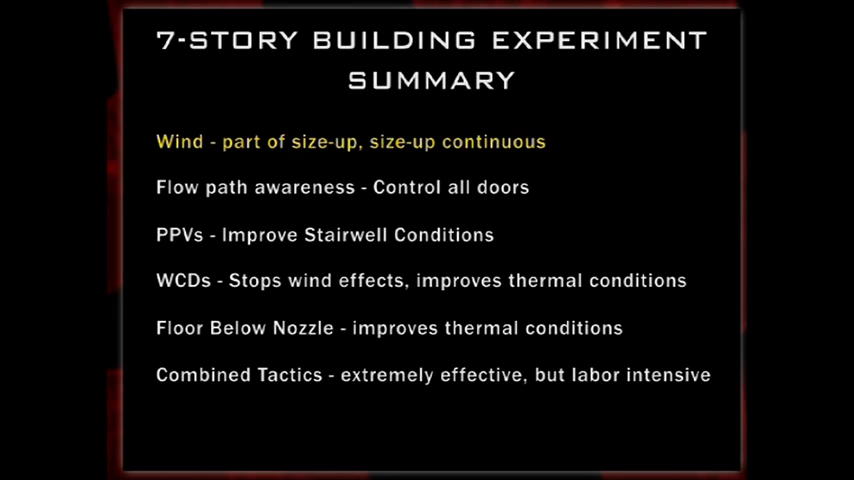 7-STORY BUILDING EXPERIMENT
SUMMARY
Wind - part of size-up, size-up continuous
Flow path awareness - Control all doors
PPVs - Improve Stairwell Conditions
WCDs - Stops wind effects, improves thermal conditions
Floor Below Nozzle - improves thermal conditions
Combined Tactics - extremely effective, but labor intensive